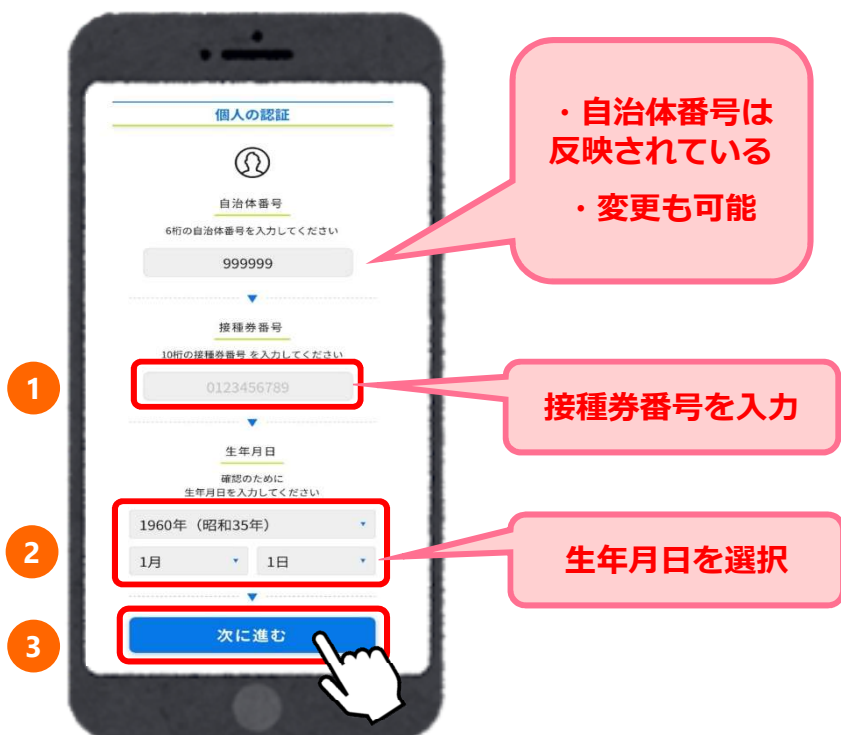 個人の認証
自治体番号
6桁の自治体番号を入力してください
999999
・自治体番号は
反映されている
・変更も可能
接種券番号
10桁の接種券番号 を入力してください
1
0123456789
接種券番号を入力
生年月日
確認のために
生年月日を入力してください
2
1960年（昭和35年）
1月
1日
生年月日を選択
3
次に進む